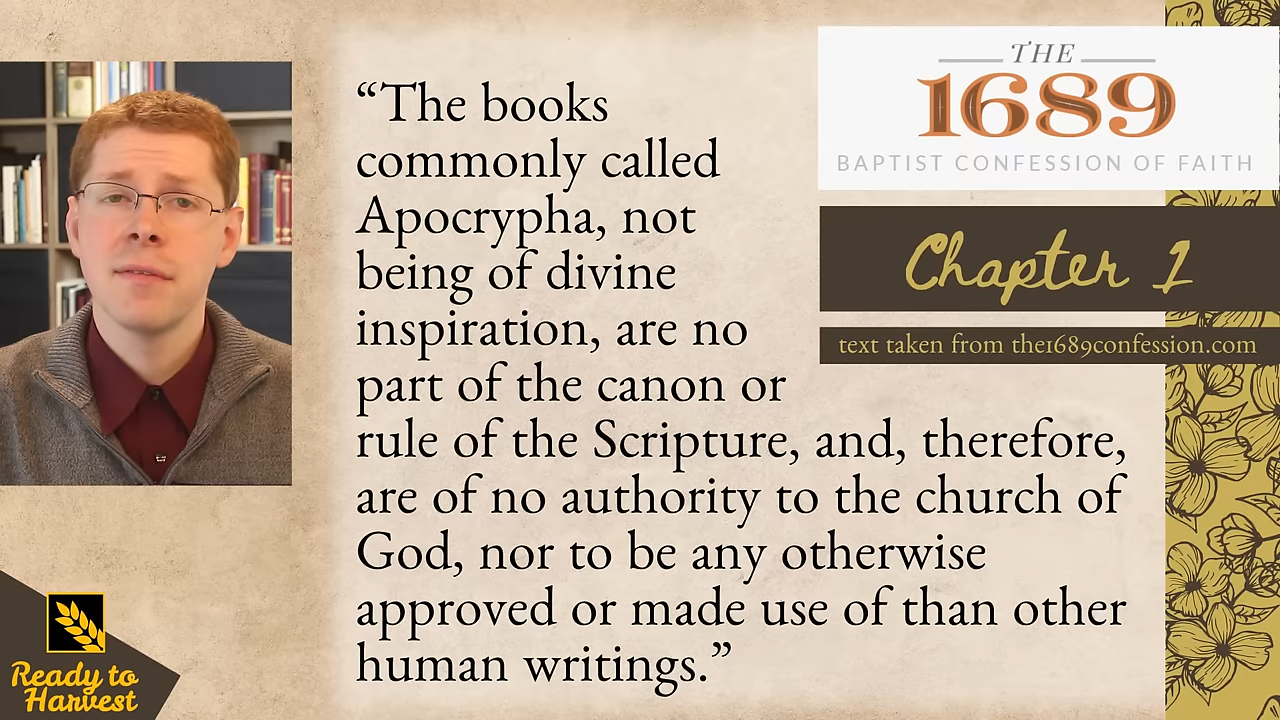 “The books
commonly called
Apocrypha, not
being of divine
inspiration, are no
part of the canon or
rule of the Scripture, and, therefore,
are of no authority to the church of
God, nor to be any otherwise
approved or made use of than other
human writings.”
THE
1689
BAPTIST CONFESSION OF FAITH
Chapter 1
text taken from the1689confession.com
Ready to
Harvest